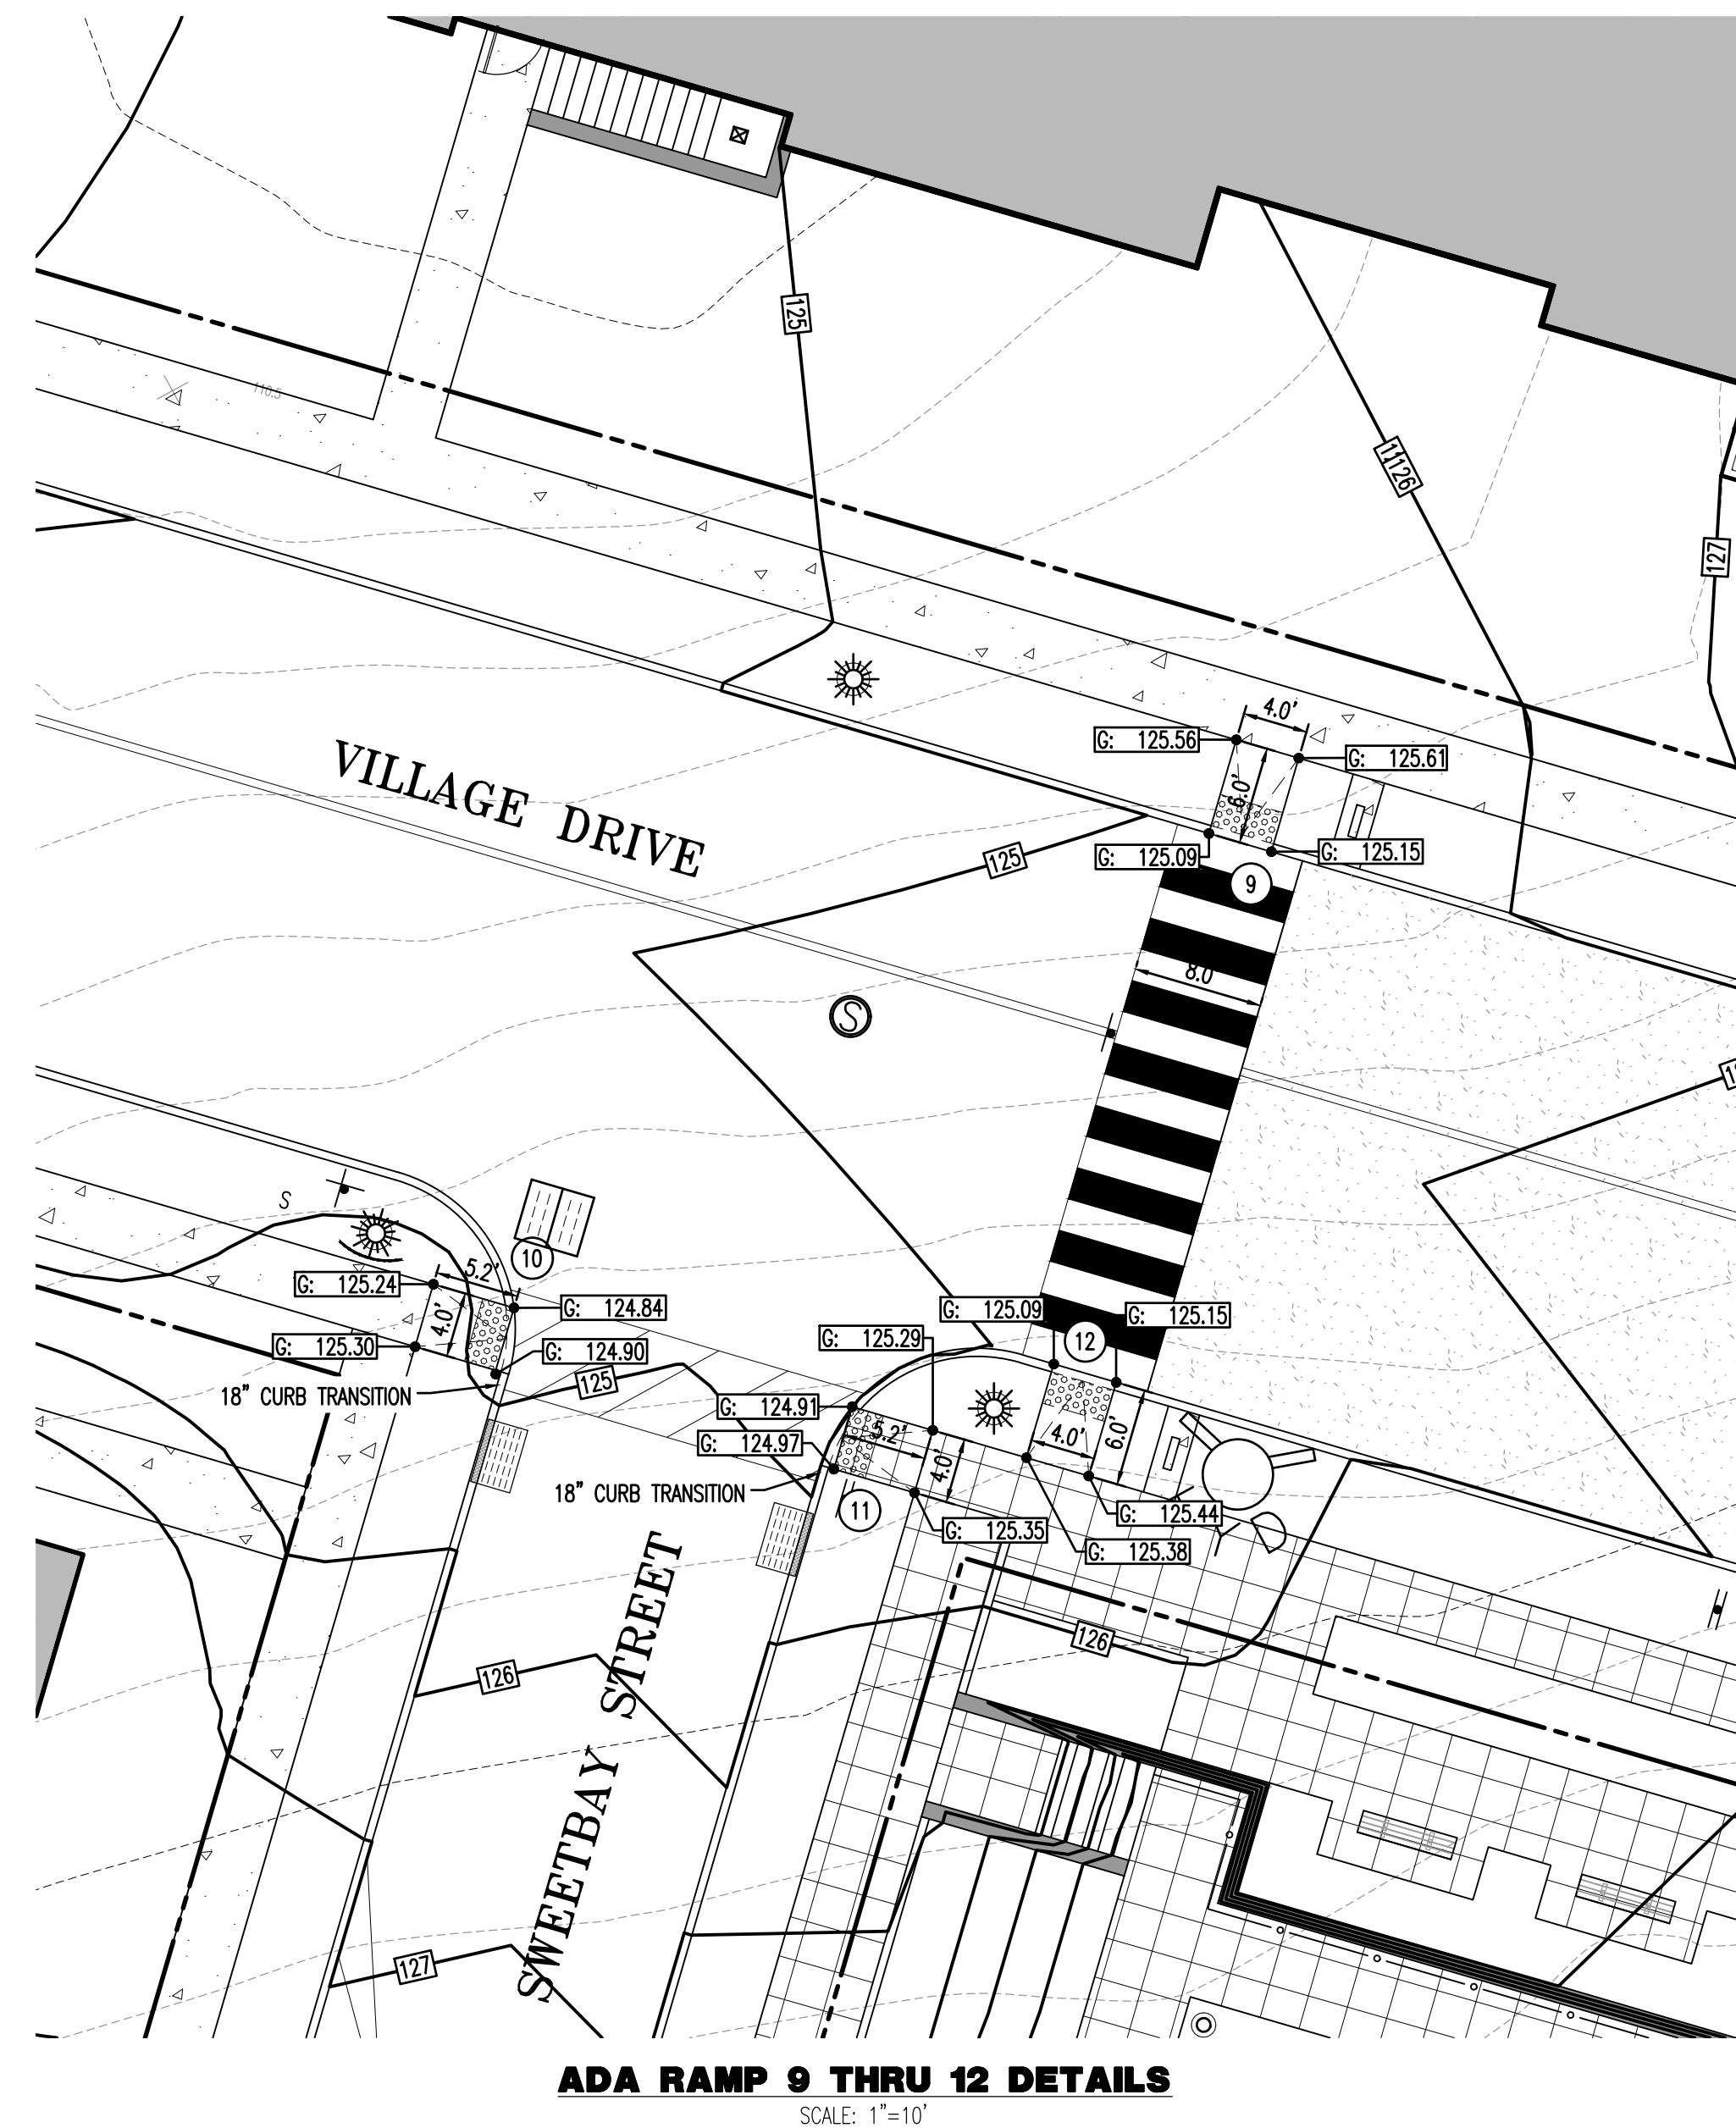 125
126
127
110.5
4.0'
G: 125.56
G: 125.61
6.0'
VILLAGE DRIVE
125
G: 125.09
G: 125.15
9
8.0
S
S
10
5.2'
G: 125.24
G: 124.84
4.0'
G: 125.30
G: 124.90
18" CURB TRANSITION
125
G: 125.09
G: 125.15
12
G: 125.29
G: 124.91
G: 124.97
5.2'
4.0'
4.0'
6.0'
18" CURB TRANSITION
11
G: 125.44
G: 125.35
G: 125.38
SWEETBAY STREET
126
126
127
ADA RAMP 9 THRU 12 DETAILS
SCALE: 1"=10'